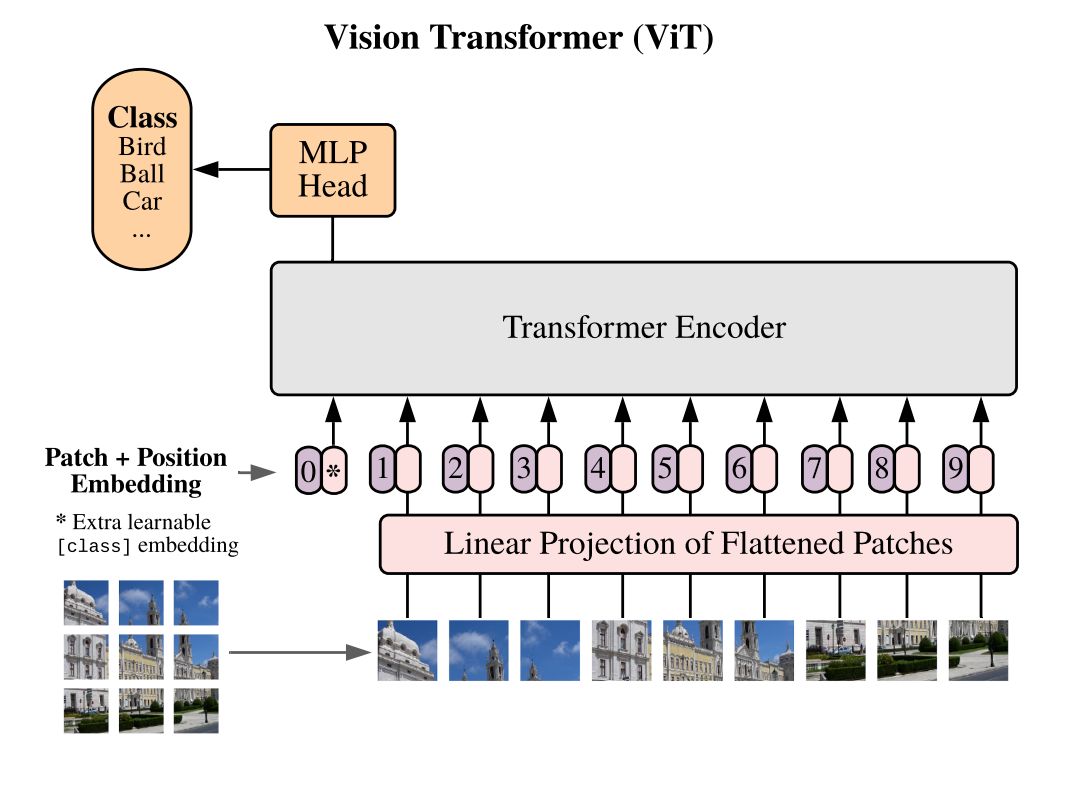 Vision Transformer (ViT)
Class
Bird
Ball
Car
...
MLP
Head
Transformer Encoder
Patch + Position
Embedding
0 * 1 2 3 4 5 6 7 8 9
* Extra learnable
[class] embedding
Linear Projection of Flattened Patches